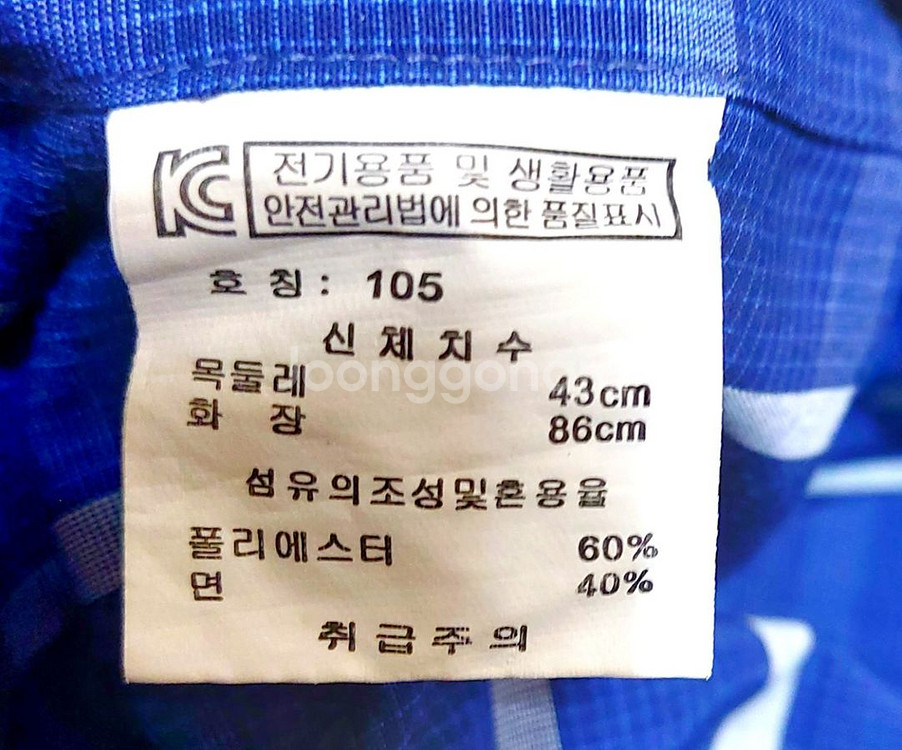 KC 전기용품 및 생활용품
안전관리법에 의한 품질표시
호 칭 : 105
신 체 치 수
목둘레 43cm
화 장 86cm
섬유의조성및혼용율
폴리에스터 60%
면 40%
취 급 주 의